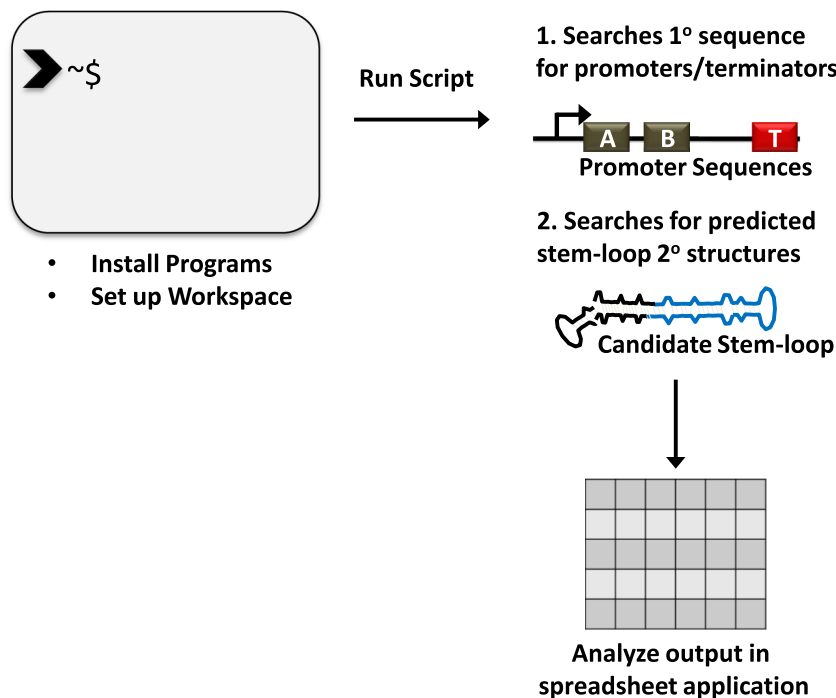 ~$
• Install Programs
• Set up Workspace
Run Script
1. Searches 1º sequence
for promoters/terminators
A B T
Promoter Sequences
2. Searches for predicted
stem-loop 2º structures
Candidate Stem-loop
Analyze output in
spreadsheet application